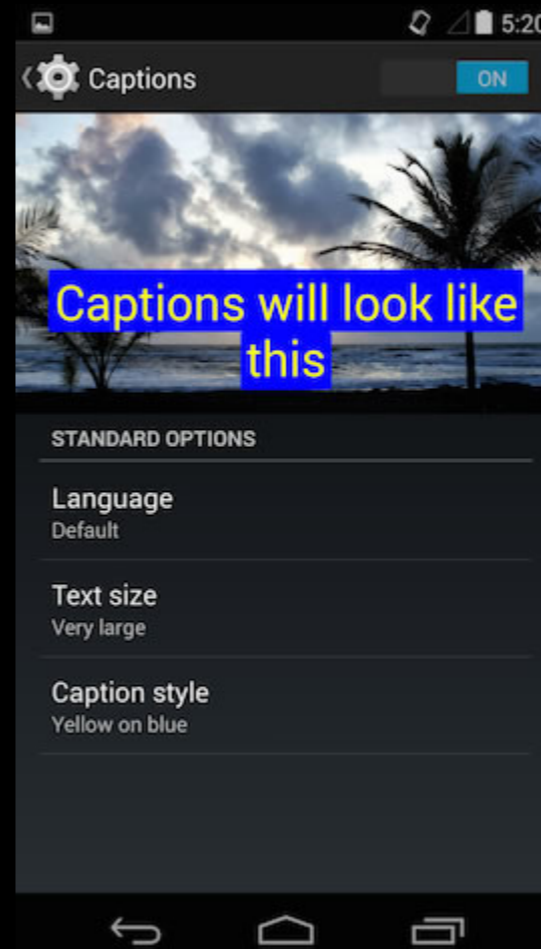 5:20
Captions
ON
Captions will look like
this
STANDARD OPTIONS
Language
Default
Text size
Very large
Caption style
Yellow on blue